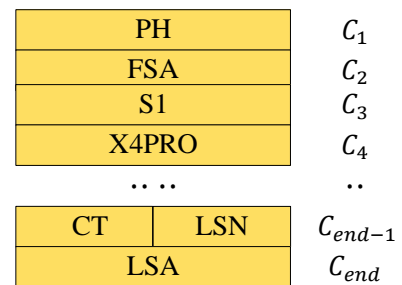 PH C₁
FSA C₂
S1 C₃
X4PRO C₄
.. .. ..
CT LSN Cₑₙ𝒹₋₁
LSA Cₑₙ𝒹